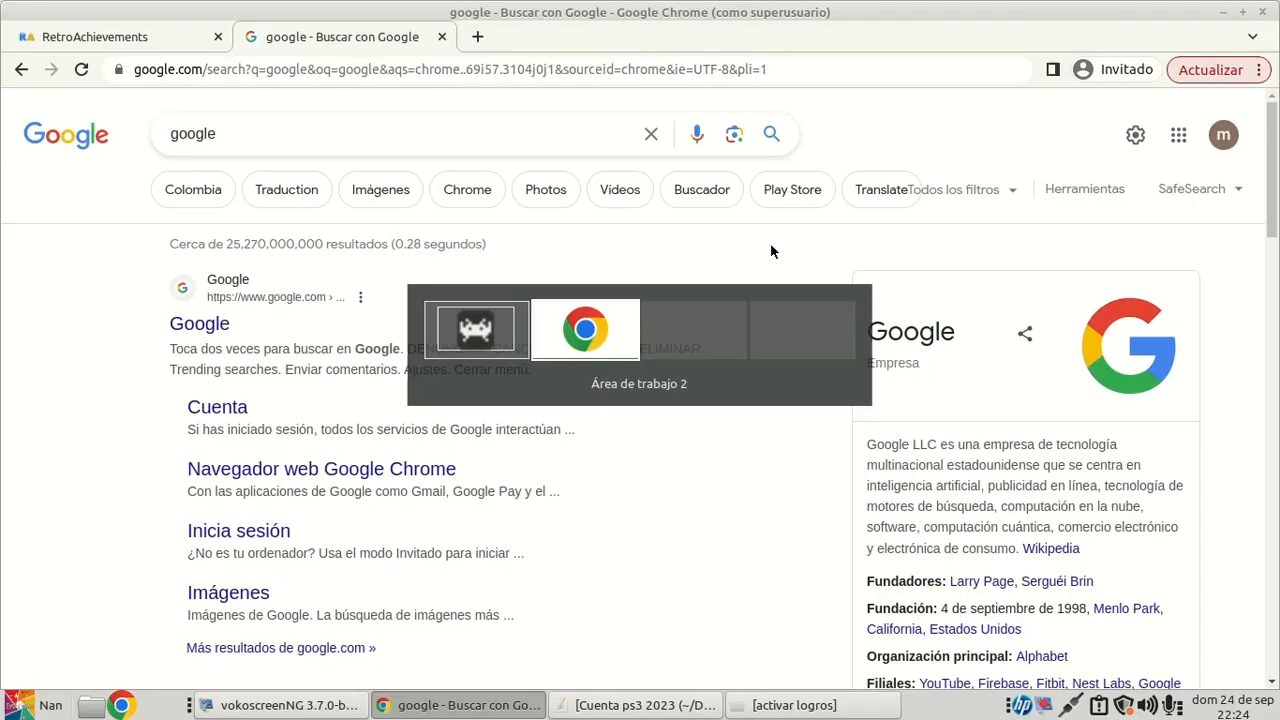 google - Buscar con Google - Google Chrome (como superusuario)
RetroAchievements
google - Buscar con Google
google.com/search?q=google&oq=google&aqs=chrome..69i57.3104j0j1&sourceid=chrome&ie=UTF-8&pli=1
Invitado
Actualizar
Google
google
m
Colombia
Traduction
Imágenes
Chrome
Photos
Vídeos
Buscador
Play Store
Translate
Todos los filtros
Herramientas
SafeSearch
Cerca de 25,270,000,000 resultados (0.28 segundos)
Google
https://www.google.com › ...
Google
Toca dos veces para buscar en Google.
Trending searches. Enviar comentarios. Ajustes. Cerrar menú.
Cuenta
Si has iniciado sesión, todos los servicios de Google interactúan ...
Navegador web Google Chrome
Con las aplicaciones de Google como Gmail, Google Pay y el ...
Inicia sesión
¿No es tu ordenador? Usa el modo Invitado para iniciar ...
Imágenes
Imágenes de Google. La búsqueda de imágenes más ...
Más resultados de google.com »
Área de trabajo 2
Google
Empresa
Google LLC es una empresa de tecnología
multinacional estadounidense que se centra en
inteligencia artificial, publicidad en línea, tecnología de
motores de búsqueda, computación en la nube,
software, computación cuántica, comercio electrónico
y electrónica de consumo. Wikipedia
Fundadores: Larry Page, Serguéi Brin
Fundación: 4 de septiembre de 1998, Menlo Park,
California, Estados Unidos
Organización principal: Alphabet
Filiales: YouTube, Firebase, Fitbit, Nest Labs, Google
Nan
vokoscreenNG 3.7.0-b...
google - Buscar con Go...
[Cuenta ps3 2023 (~/D...
[activar logros]
hp
dom 24 de sep
22:24